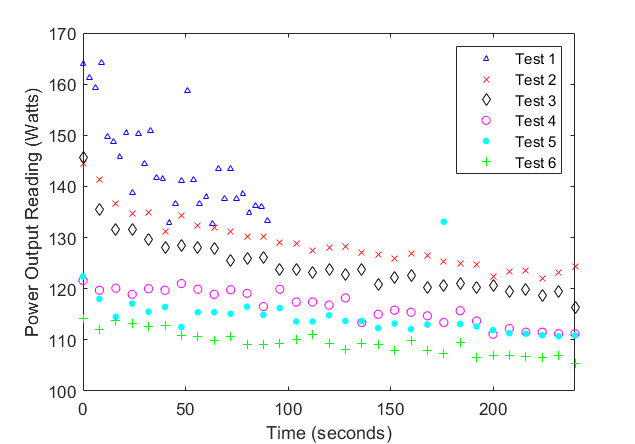 170
160
150
140
130
120
110
100
Power Output Reading (Watts)
0
50
100
150
200
Time (seconds)
Test 1
Test 2
Test 3
Test 4
Test 5
Test 6